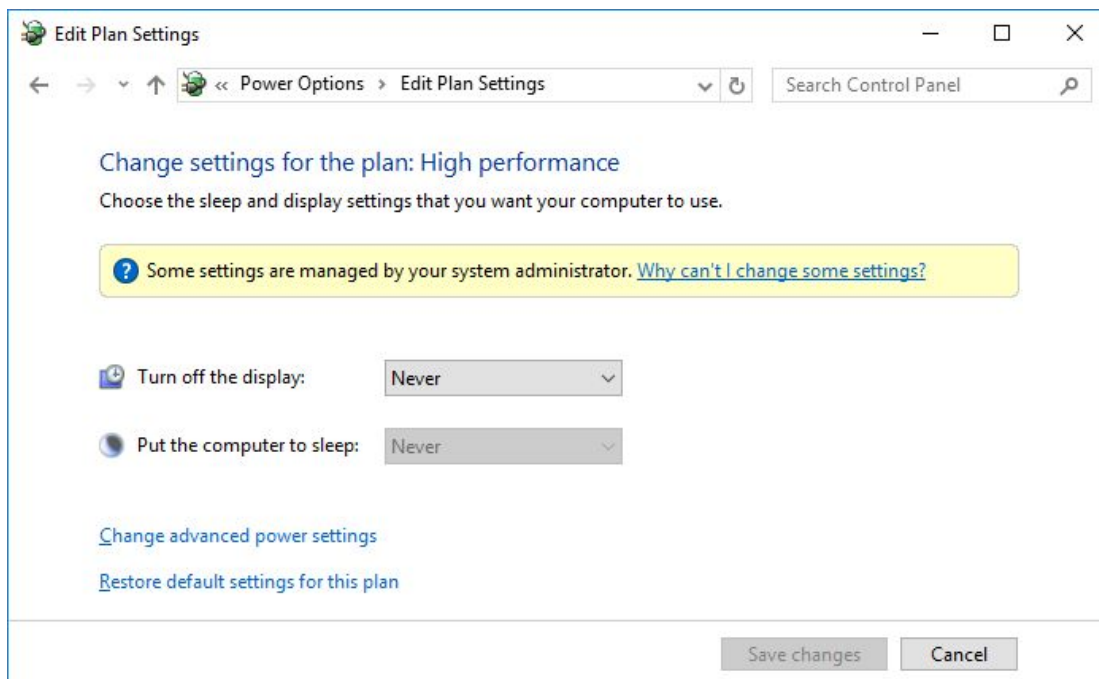 Edit Plan Settings
« Power Options > Edit Plan Settings
Search Control Panel
Change settings for the plan: High performance
Choose the sleep and display settings that you want your computer to use.
Some settings are managed by your system administrator. Why can't I change some settings?
Turn off the display: Never
Put the computer to sleep: Never
Change advanced power settings
Restore default settings for this plan
Save changes Cancel